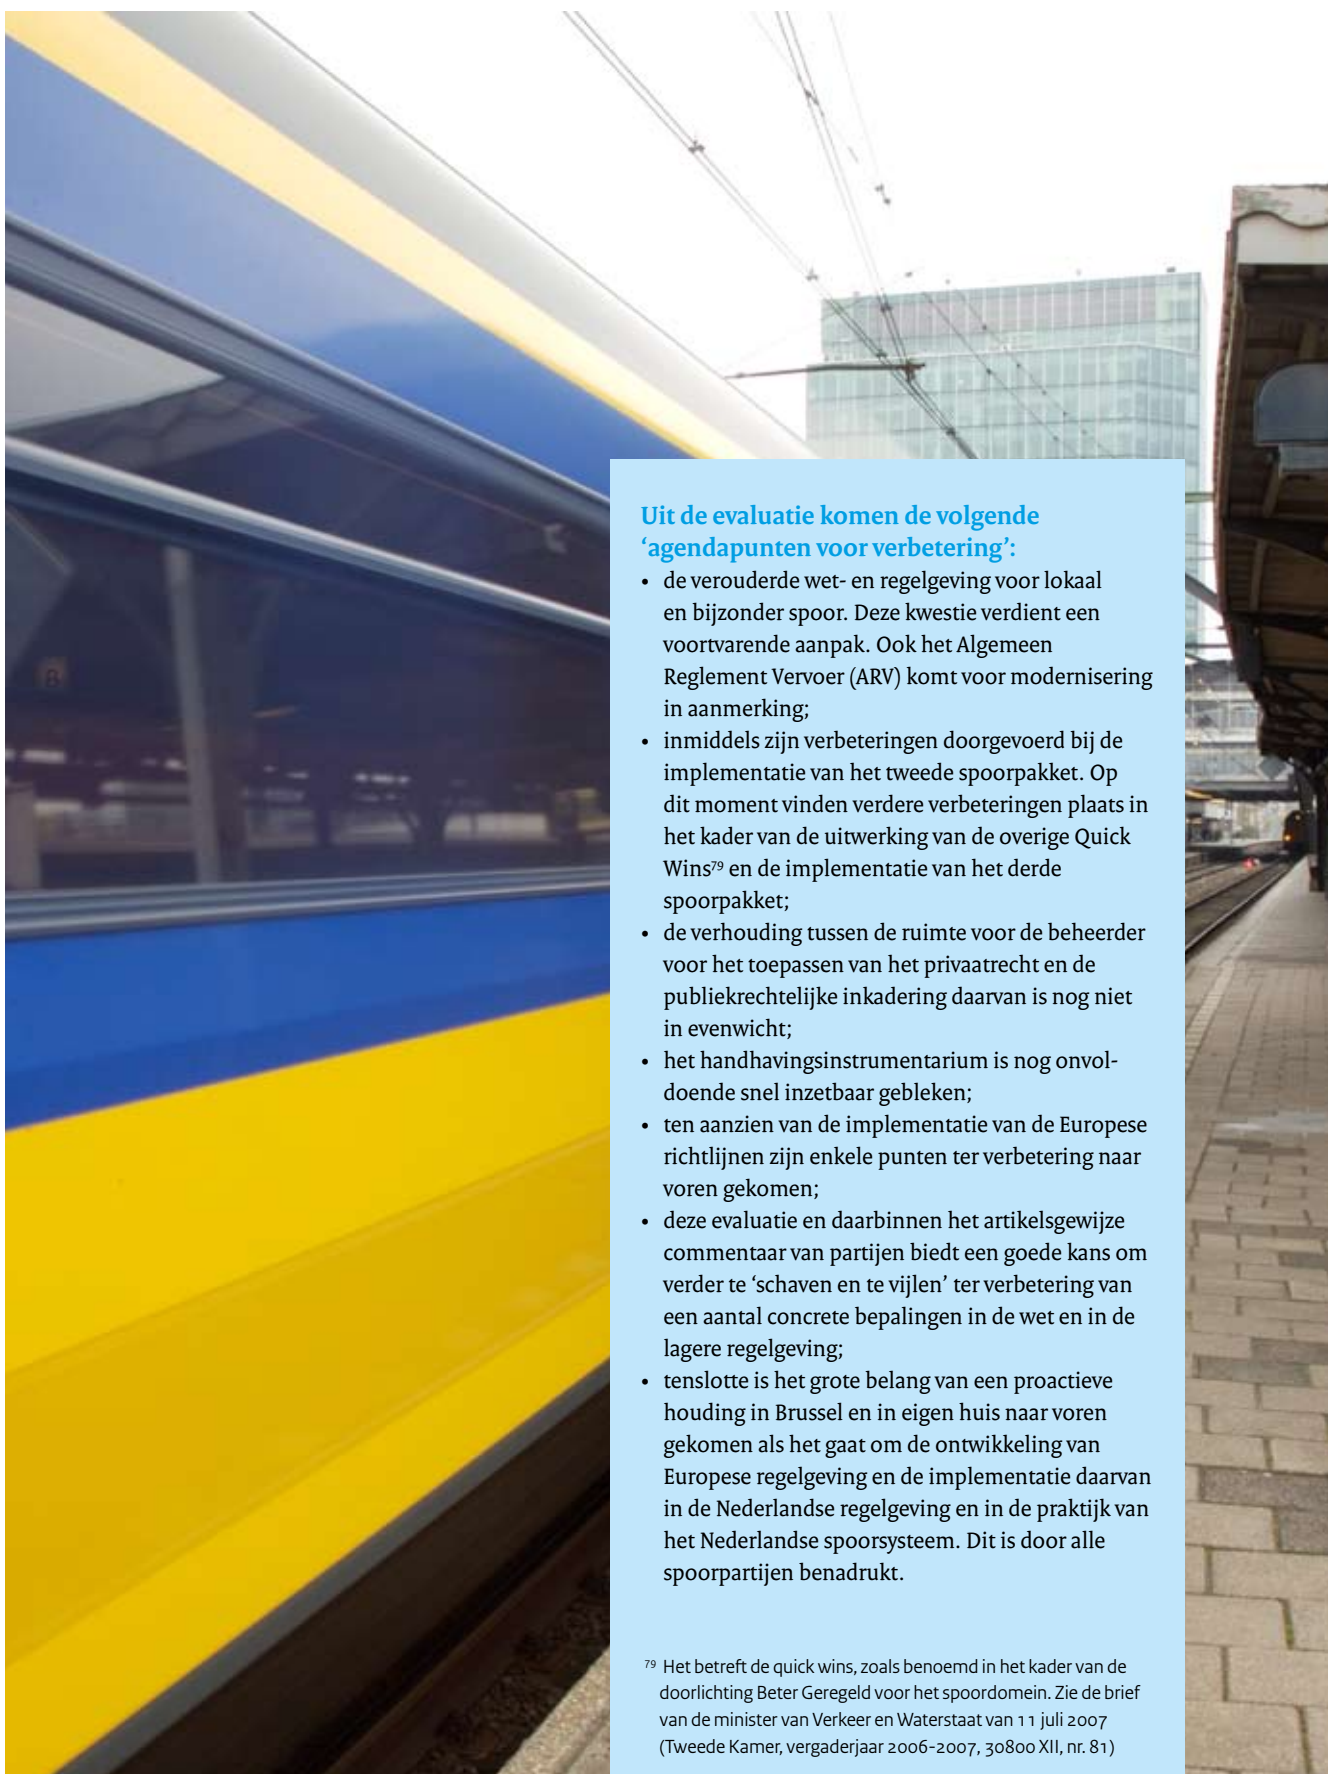 Uit de evaluatie komen de volgende
‘agendapunten voor verbetering’:
• de verouderde wet- en regelgeving voor lokaal
en bijzonder spoor. Deze kwestie verdient een
voortvarende aanpak. Ook het Algemeen
Reglement Vervoer (ARV) komt voor modernisering
in aanmerking;
• inmiddels zijn verbeteringen doorgevoerd bij de
implementatie van het tweede spoorpakket. Op
dit moment vinden verdere verbeteringen plaats in
het kader van de uitwerking van de overige Quick
Wins⁷⁹ en de implementatie van het derde
spoorpakket;
• de verhouding tussen de ruimte voor de beheerder
voor het toepassen van het privaatrecht en de
publiekrechtelijke inkadering daarvan is nog niet
in evenwicht;
• het handhavingsinstrumentarium is nog onvol-
doende snel inzetbaar gebleken;
• ten aanzien van de implementatie van de Europese
richtlijnen zijn enkele punten ter verbetering naar
voren gekomen;
• deze evaluatie en daarbinnen het artikelsgewijze
commentaar van partijen biedt een goede kans om
verder te ‘schaven en te vijlen’ ter verbetering van
een aantal concrete bepalingen in de wet en in de
lagere regelgeving;
• tenslotte is het grote belang van een proactieve
houding in Brussel en in eigen huis naar voren
gekomen als het gaat om de ontwikkeling van
Europese regelgeving en de implementatie daarvan
in de Nederlandse regelgeving en in de praktijk van
het Nederlandse spoorsysteem. Dit is door alle
spoorpartijen benadrukt.
⁷⁹ Het betreft de quick wins, zoals benoemd in het kader van de
doorlichting Beter Geregeld voor het spoordomein. Zie de brief
van de minister van Verkeer en Waterstaat van 11 juli 2007
(Tweede Kamer, vergaderjaar 2006-2007, 30800 XII, nr. 81)